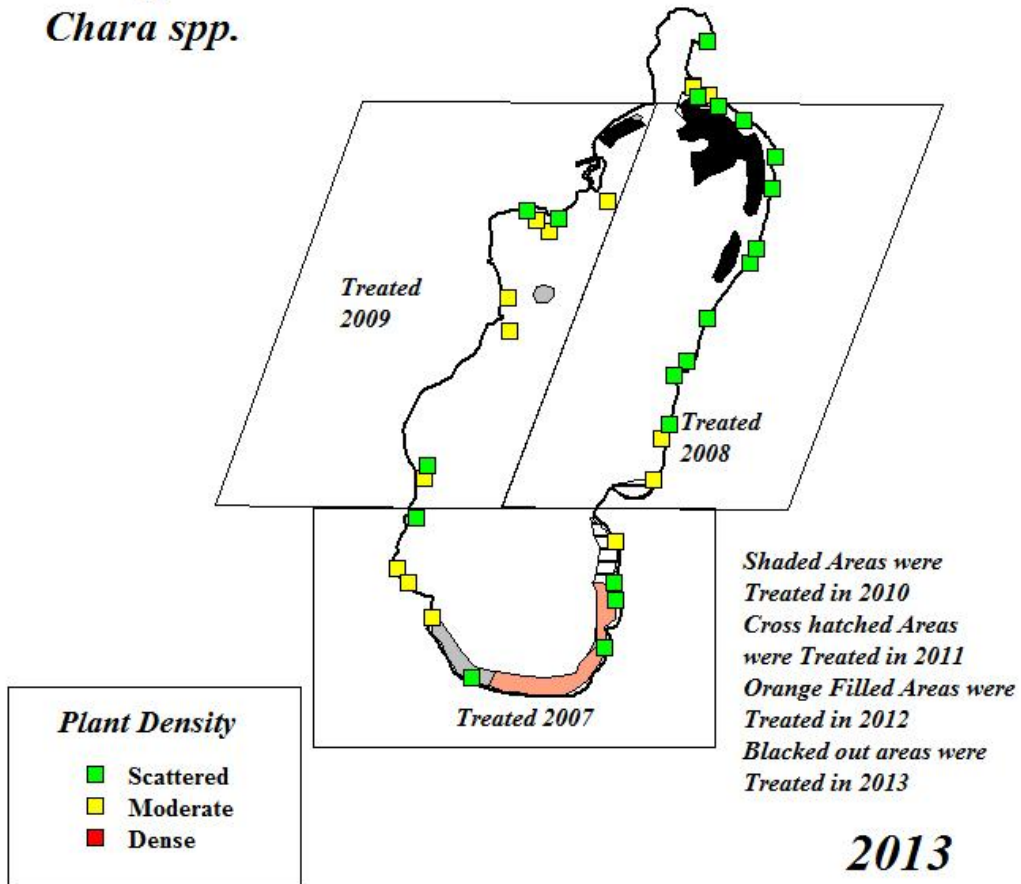 Chara spp.
Treated
2009
Treated
2008
Shaded Areas were
Treated in 2010
Cross hatched Areas
were Treated in 2011
Orange Filled Areas were
Treated in 2012
Blacked out areas were
Treated in 2013
Treated 2007
Plant Density
Scattered
Moderate
Dense
2013